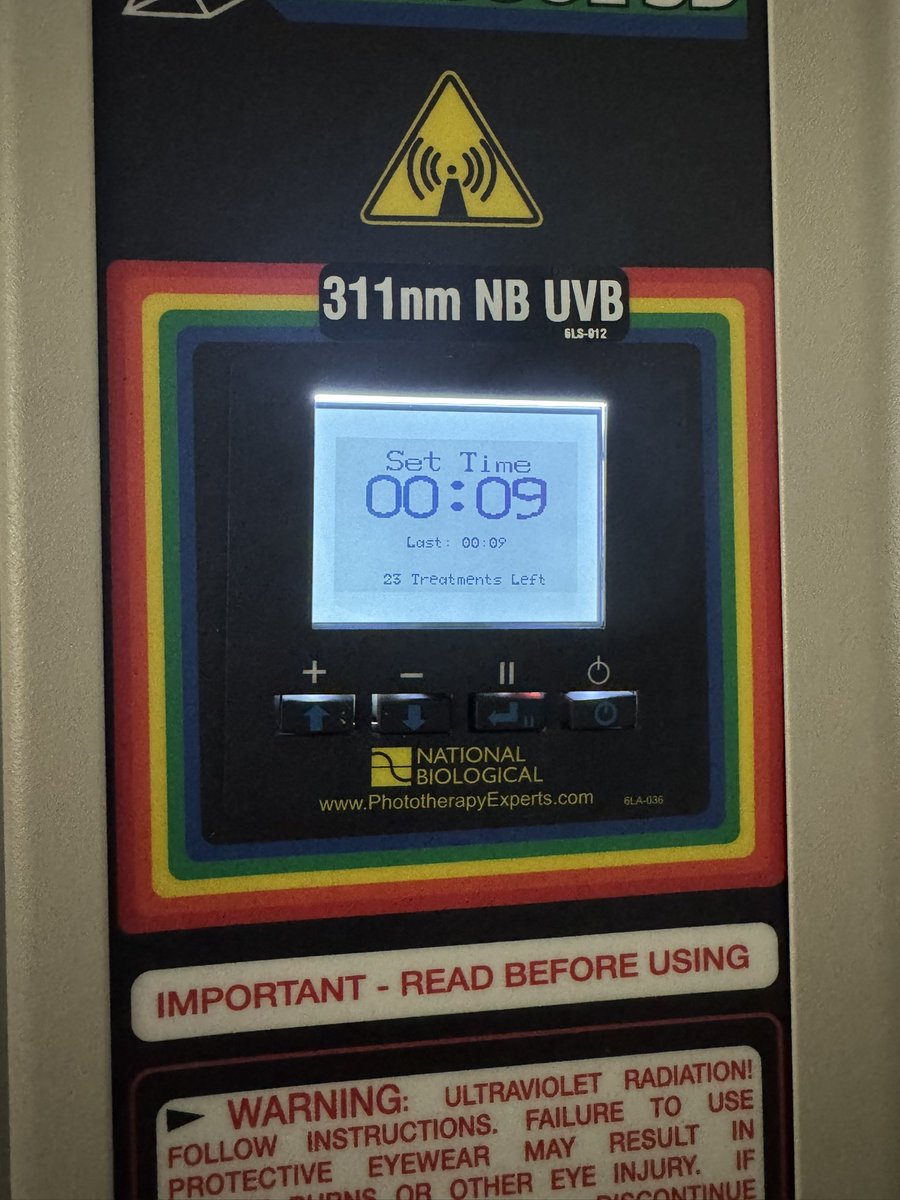 311nm NB UVB
6LS-012
Set Time
00:09
Last: 00:09
23 Treatments Left
+ − II
NATIONAL
BIOLOGICAL
www.PhototherapyExperts.com
6LA-036
IMPORTANT - READ BEFORE USING
WARNING: ULTRAVIOLET RADIATION!
FOLLOW INSTRUCTIONS. FAILURE TO USE
PROTECTIVE EYEWEAR MAY RESULT IN
BURNS OR OTHER EYE INJURY. IF
DISCONTINUE